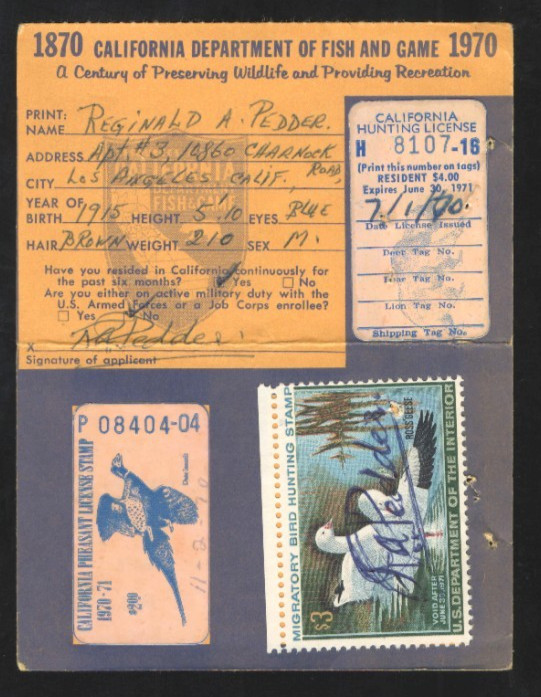 1870 CALIFORNIA DEPARTMENT OF FISH AND GAME 1970
A Century of Preserving Wildlife and Providing Recreation
PRINT:
NAME REGINALD A. PEDDER.
ADDRESS Apt. #3, 10860 CHARNOCK ROAD,
CITY LOS ANGELES, CALIF,
YEAR OF
BIRTH 1915 HEIGHT 5'10 EYES BLUE
HAIR BROWN WEIGHT 210 SEX M.
Have you resided in California continuously for
the past six months? Yes No
Are you either on active military duty with the
U.S. Armed Forces or a Job Corps enrollee?
Yes No
X RA Pedder.
Signature of applicant
CALIFORNIA
HUNTING LICENSE
H 8107-16
(Print this number on tags)
RESIDENT $4.00
Expires June 30, 1971
7/1/70.
Date License Issued
Deer Tag No.
Bear Tag No.
Lion Tag No.
Shipping Tag No.
P 08404-04
CALIFORNIA PHEASANT LICENSE STAMP
1970-71
$2.00
11-2-70
MIGRATORY BIRD HUNTING STAMP
ROSS GEESE
RA Pedder.
$3
VOID AFTER
JUNE 30, 1971
U.S. DEPARTMENT OF THE INTERIOR